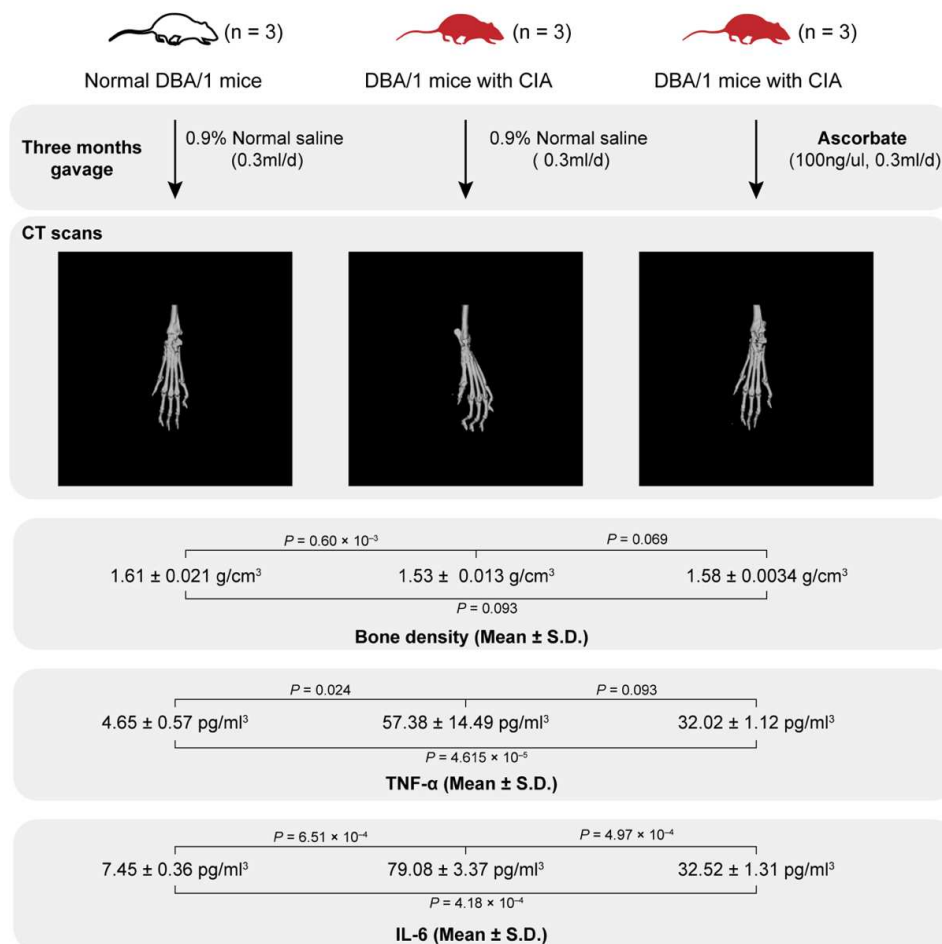 (n = 3) (n = 3) (n = 3)
Normal DBA/1 mice DBA/1 mice with CIA DBA/1 mice with CIA
Three months gavage
0.9% Normal saline
(0.3ml/d)
0.9% Normal saline
( 0.3ml/d)
Ascorbate
(100ng/ul, 0.3ml/d)
CT scans
P = 0.60 × 10⁻³ P = 0.069
1.61 ± 0.021 g/cm³ 1.53 ± 0.013 g/cm³ 1.58 ± 0.0034 g/cm³
P = 0.093
Bone density (Mean ± S.D.)
P = 0.024 P = 0.093
4.65 ± 0.57 pg/ml³ 57.38 ± 14.49 pg/ml³ 32.02 ± 1.12 pg/ml³
P = 4.615 × 10⁻⁵
TNF-α (Mean ± S.D.)
P = 6.51 × 10⁻⁴ P = 4.97 × 10⁻⁴
7.45 ± 0.36 pg/ml³ 79.08 ± 3.37 pg/ml³ 32.52 ± 1.31 pg/ml³
P = 4.18 × 10⁻⁴
IL-6 (Mean ± S.D.)